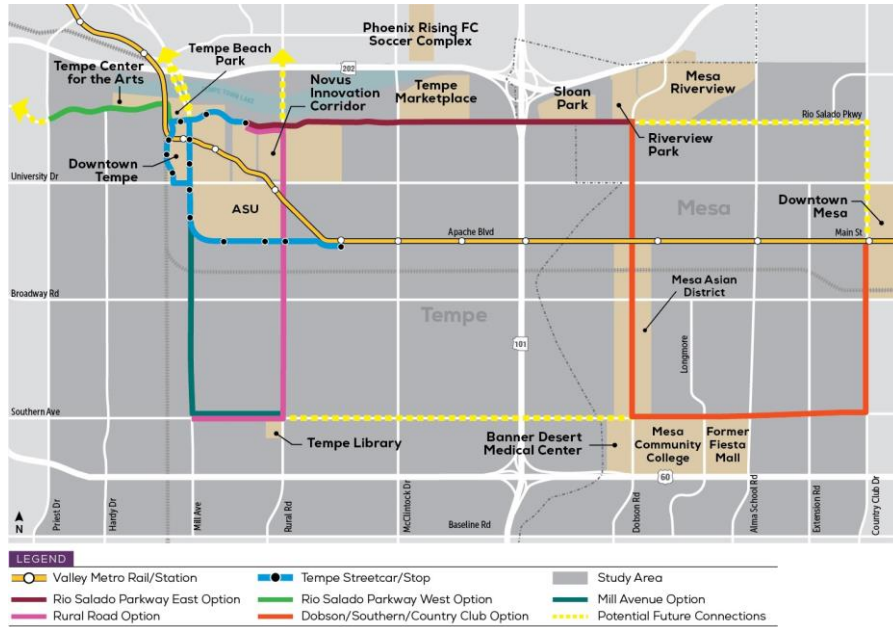 Phoenix Rising FC
Soccer Complex
Tempe Beach
Park
Tempe Center
for the Arts
202
Novus
Innovation
Corridor
Tempe
Marketplace
Sloan
Park
Mesa
Riverview
Rio Salado Pkwy
Riverview
Park
Downtown
Tempe
University Dr
ASU
Mesa
Downtown
Mesa
Apache Blvd
Main St
Mesa Asian
District
Broadway Rd
Tempe
101
Longmore
Southern Ave
Tempe Library
Banner Desert
Medical Center
Mesa
Community
College
Former
Fiesta
Mall
60
N
Priest Dr
Hardy Dr
Mill Ave
Rural Rd
McClintock Dr
Baseline Rd
Dobson Rd
Alma School Rd
Extension Rd
Country Club Dr
LEGEND
Valley Metro Rail/Station
Tempe Streetcar/Stop
Study Area
Rio Salado Parkway East Option
Rio Salado Parkway West Option
Mill Avenue Option
Rural Road Option
Dobson/Southern/Country Club Option
Potential Future Connections